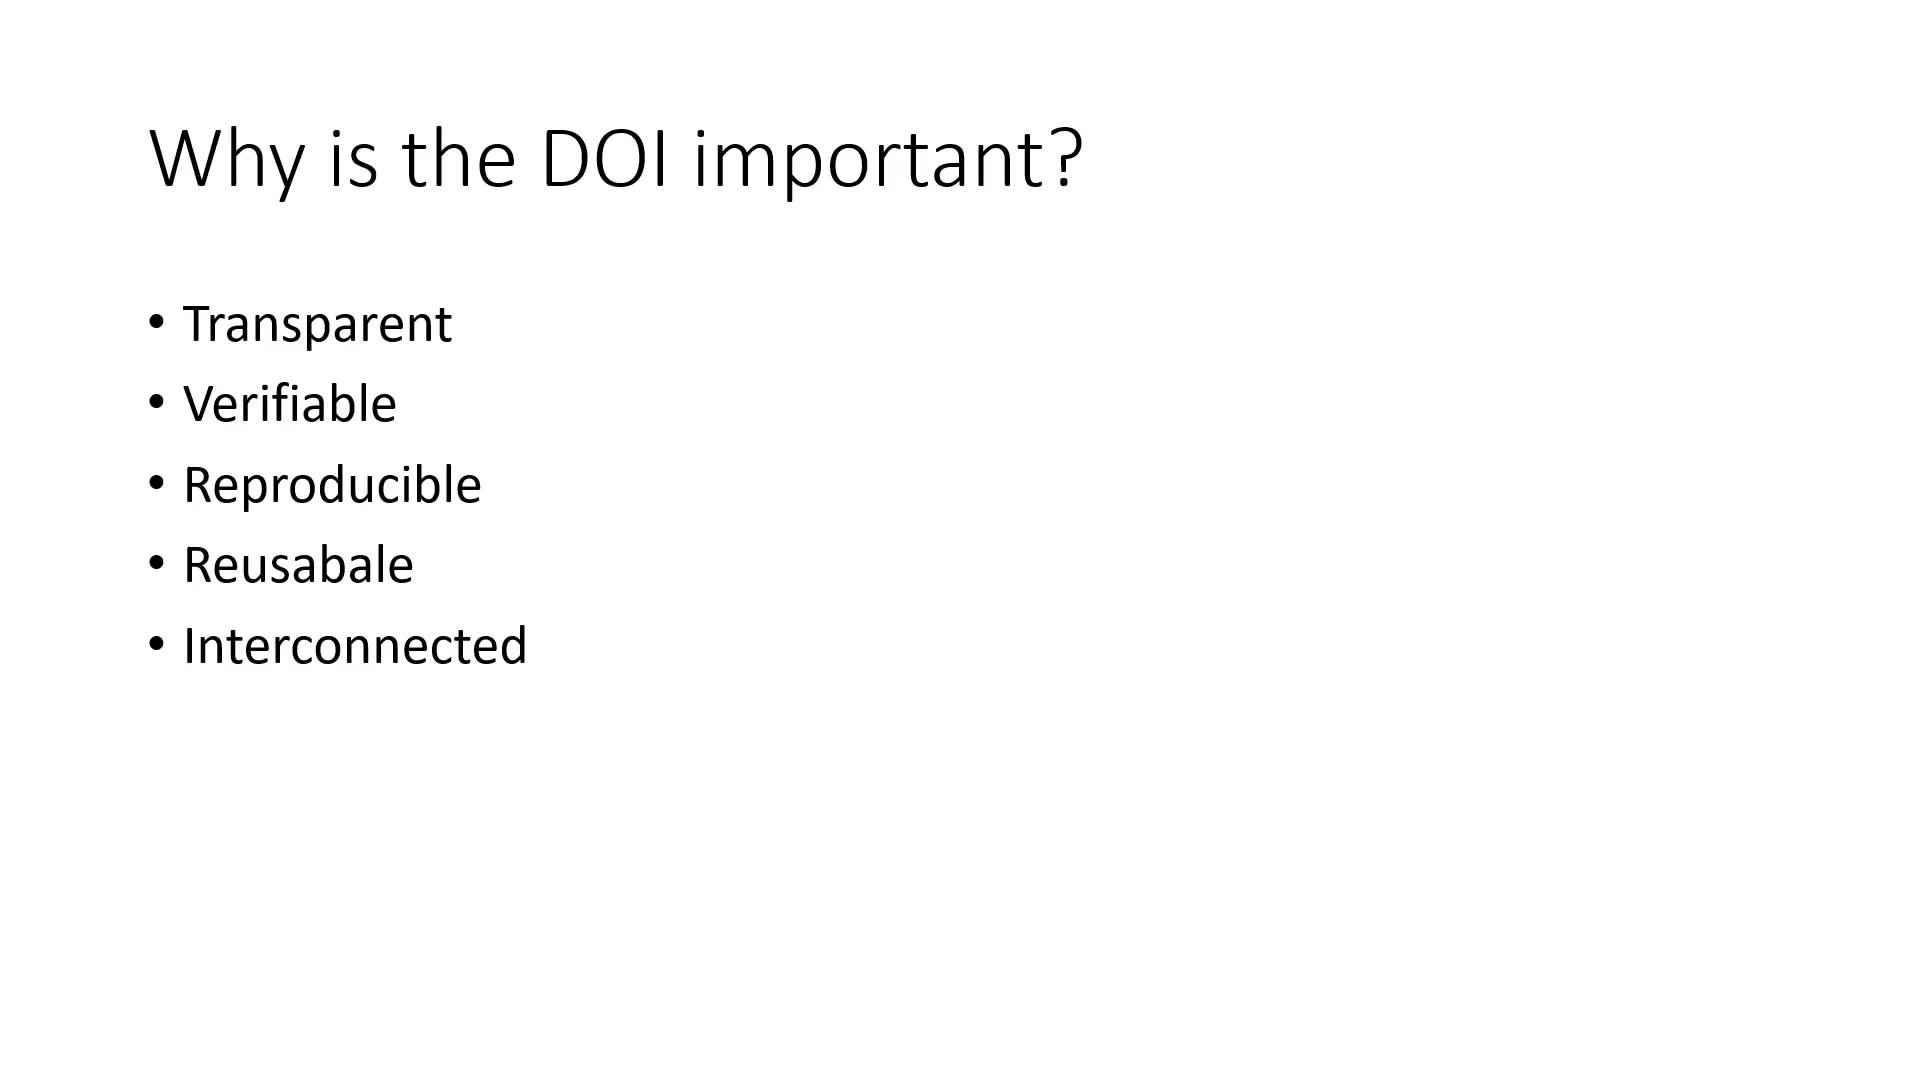 Why is the DOI important?
• Transparent
• Verifiable
• Reproducible
• Reusabale
• Interconnected